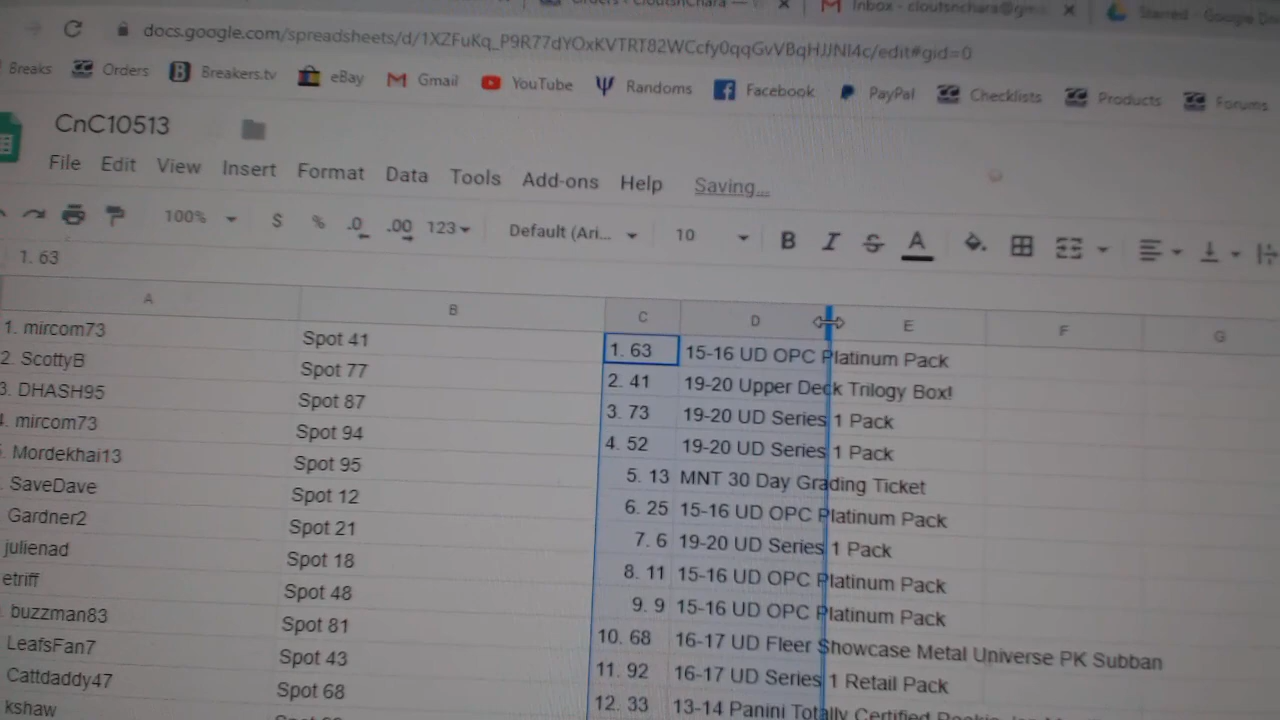 Inbox - cloutsnchara@gm
Starred - Google Dr
docs.google.com/spreadsheets/d/1XZFuKq_P9R77dYOxKVTRT82WCcfy0qqGvVBqHJJNI4c/edit#gid=0
Breaks Orders Breakers.tv eBay Gmail YouTube Randoms Facebook PayPal Checklists Products Forums
CnC10513
File Edit View Insert Format Data Tools Add-ons Help Saving...
100% $ % .0 .00 123 Default (Ari... 10 B I S A
1. 63
A B C D E F G
1. mircom73 Spot 41 1. 63 15-16 UD OPC Platinum Pack
2. ScottyB Spot 77 2. 41 19-20 Upper Deck Trilogy Box!
3. DHASH95 Spot 87 3. 73 19-20 UD Series 1 Pack
. mircom73 Spot 94 4. 52 19-20 UD Series 1 Pack
. Mordekhai13 Spot 95 5. 13 MNT 30 Day Grading Ticket
. SaveDave Spot 12 6. 25 15-16 UD OPC Platinum Pack
Gardner2 Spot 21 7. 6 19-20 UD Series 1 Pack
julienad Spot 18 8. 11 15-16 UD OPC Platinum Pack
etriff Spot 48 9. 9 15-16 UD OPC Platinum Pack
buzzman83 Spot 81 10. 68 16-17 UD Fleer Showcase Metal Universe PK Subban
LeafsFan7 Spot 43 11. 92 16-17 UD Series 1 Retail Pack
Cattdaddy47 Spot 68 12. 33 13-14 Panini Totally Certified
kshaw